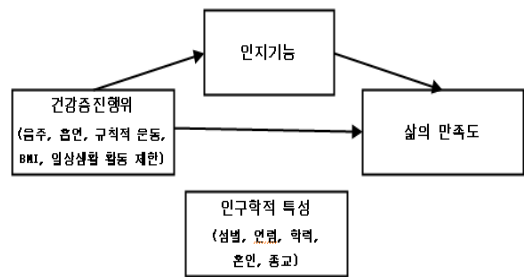 인지기능
건강증진행위
(음주, 흡연, 규칙적 운동,
BMI, 일상생활 활동 제한)
삶의 만족도
인구학적 특성
(성별, 연령, 학력,
혼인, 종교)